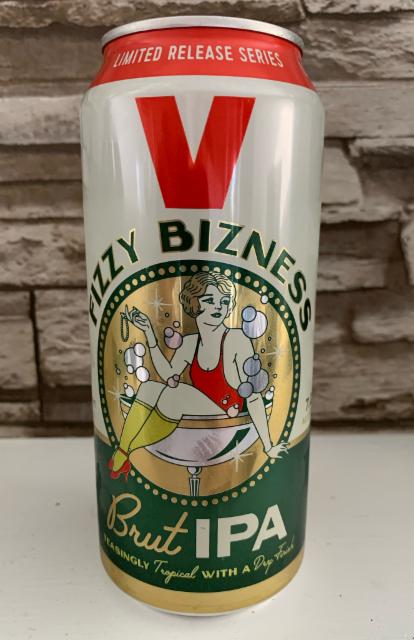 LIMITED RELEASE SERIES
V
FIZZY BIZNESS
Brut IPA
TEASINGLY Tropical WITH A Dry Finish